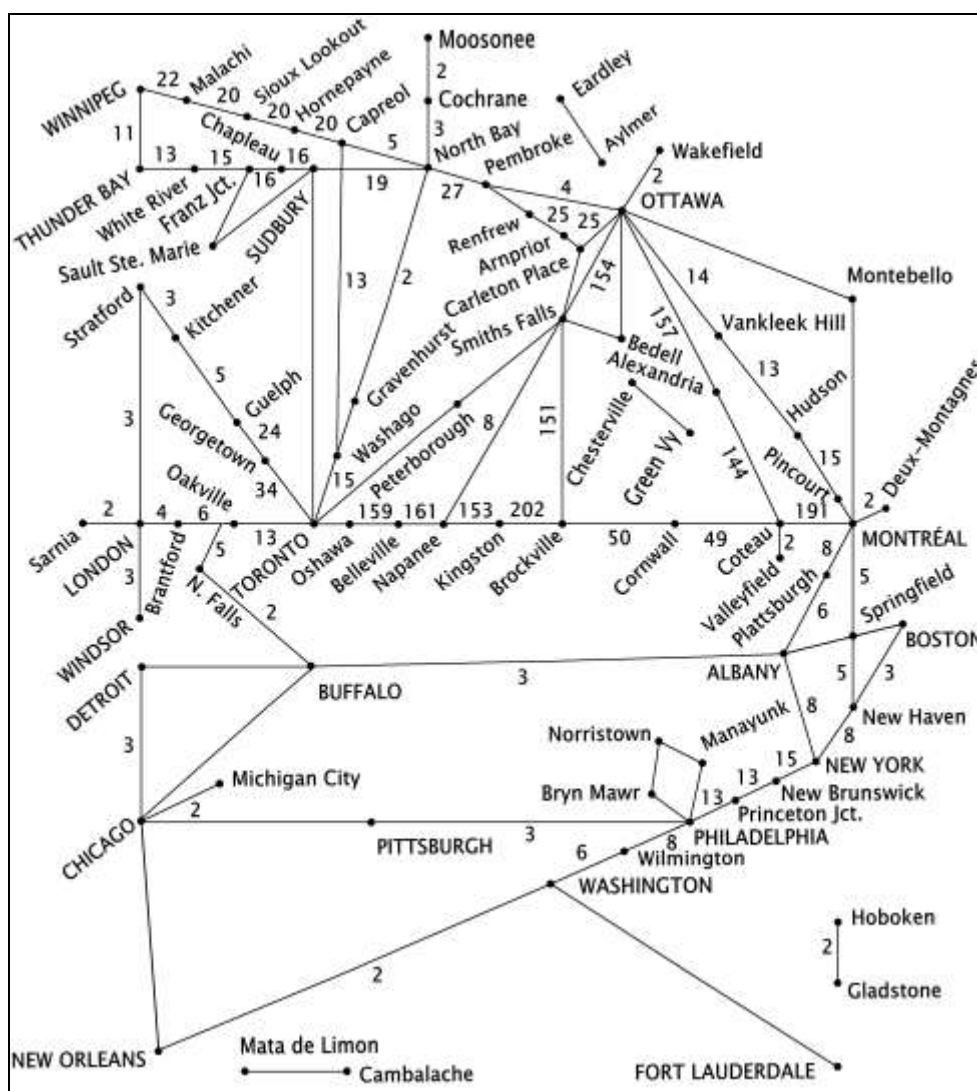 Moosonee
2
Eardley
22
Malachi
Sioux Lookout
Hornepayne
Capreol
WINNIPEG
20
Cochrane
20
Chapleau
20
3
North Bay
Pembroke
Aylmer
Wakefield
11
5
2
13
15
16
16
19
27
4
OTTAWA
THUNDER BAY
White River
Franz Jct.
SUDBURY
Renfrew
25
25
Arnprior
Sault Ste. Marie
Carleton Place
154
14
Montebello
Stratford
3
Kitchener
13
2
Smiths Falls
157
Vankleek Hill
Gravenhurst
Bedell
5
Guelph
Alexandria
13
Hudson
Deux-Montagner
3
Georgetown
24
Washago
Peterborough
8
151
Chesterville
Green Vy
144
Pincourt
15
Oakville
34
15
2
2
4
6
13
159
161
153
202
50
49
191
Sarnia
LONDON
5
TORONTO
Oshawa
Belleville
Napanee
Kingston
Brockville
Cornwall
Coteau
2
8
MONTRÉAL
3
Brantford
N. Falls
2
Valleyfield
Plattsburgh
5
WINDSOR
6
Springfield
BOSTON
DETROIT
BUFFALO
3
ALBANY
5
3
8
New Haven
Norristown
Manayunk
8
3
15
NEW YORK
Michigan City
Bryn Mawr
13
New Brunswick
2
13
Princeton Jct.
CHICAGO
PITTSBURGH
3
PHILADELPHIA
8
6
Wilmington
WASHINGTON
Hoboken
2
2
Gladstone
NEW ORLEANS
Mata de Limon
Cambalache
FORT LAUDERDALE